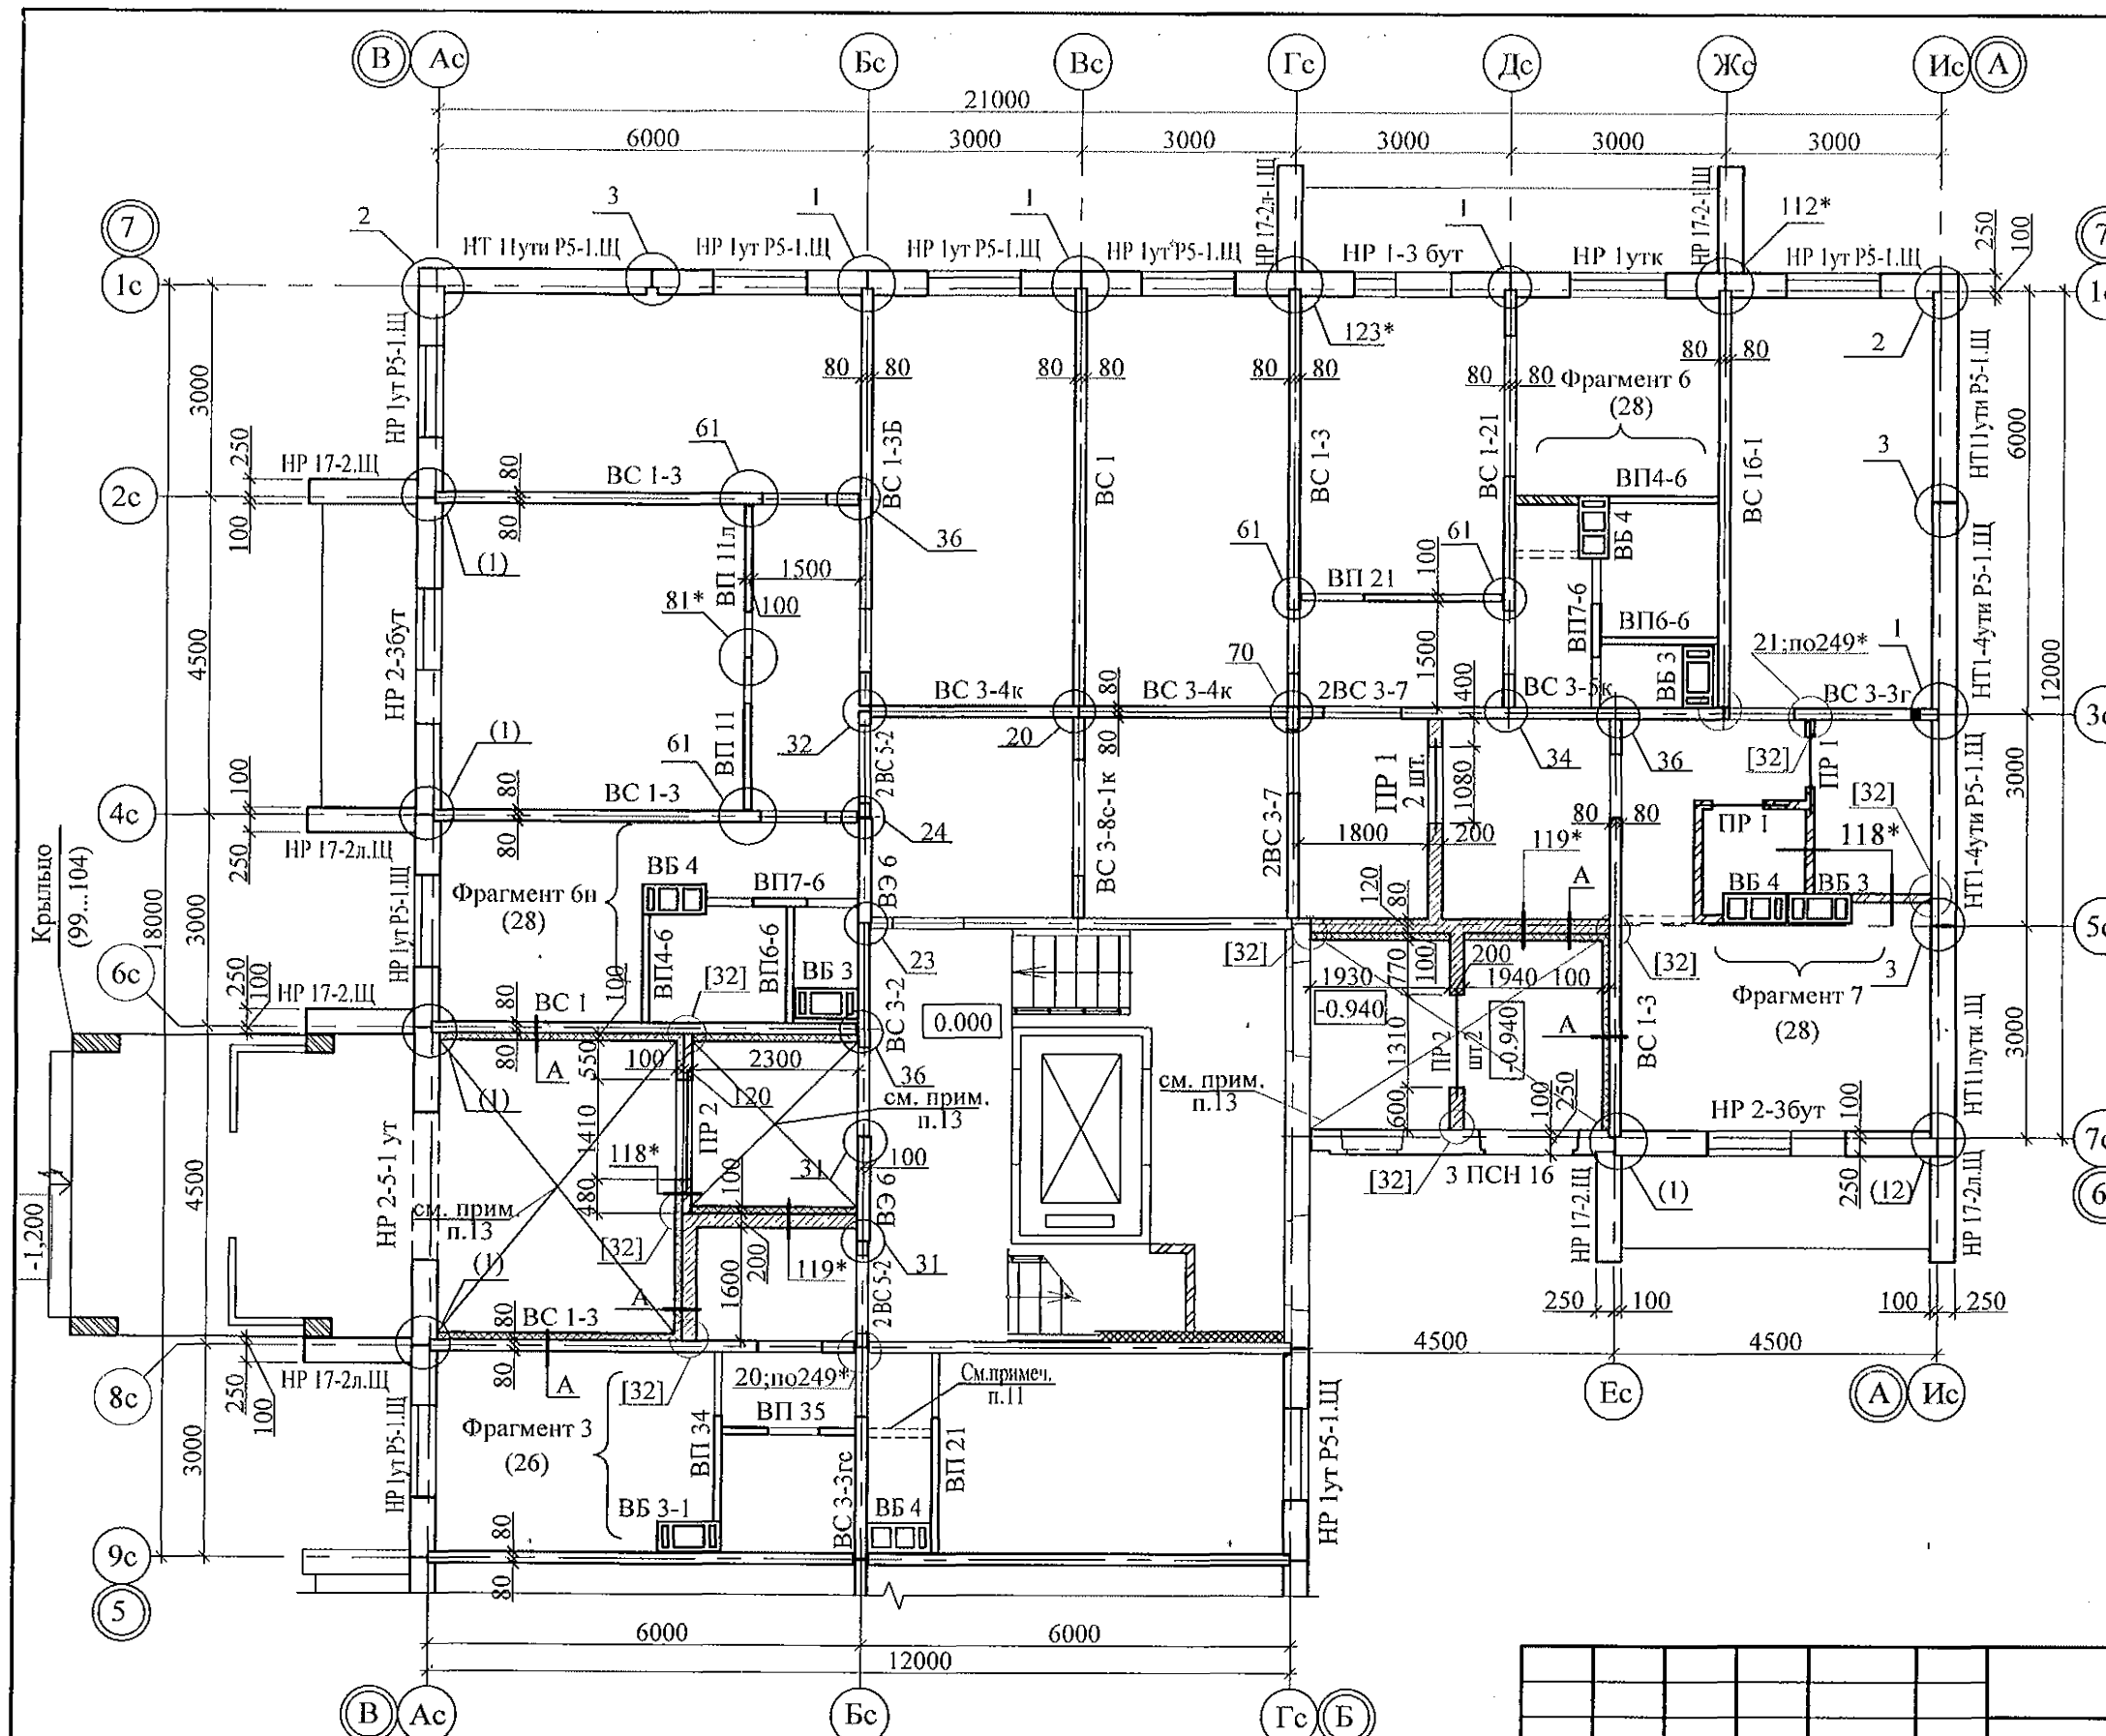 В Ас Бс Вс Гс Дс Жс Ис А
21000
6000 3000 3000 3000 3000 3000
7
1с
2 3 1 1 1 112*
НТ 11ути Р5-1.Щ НР 1ут Р5-1.Щ НР 1ут Р5-1.Щ НР 1ут Р5-1.Щ НР 17-2л-1.Щ НР 1-3 бут НР 1утк НР 17-2-1.Щ НР 1ут Р5-1.Щ
250 100
7
123*
2
НР 1ут Р5-1.Щ
3000
80 80 80 80 80 80 80 80 80 80
Фрагмент 6
(28)
НТ11ути Р5-1.Щ
6000
ВС 1-3Б ВС 1 ВС 1-3 ВС 1-21 ВС 16-1
2с
250
100
НР 17-2.Щ
80
80
ВС 1-3
61
36
(1)
ВП 11л
1500
100
81*
61 61
ВП 21
100
1500
ВП4-6
ВБ 4
ВП7-6
ВП6-6
ВБ 3
3
НТ1-4ути Р5-1.Щ
12000
21;по249*
1
4500
НР 2-3бут
ВП 11
61
32
ВС 3-4к
80
80
ВС 3-4к
20
70
2ВС 3-7
400
ВС 3-5к
34
36
ВС 3-3г
3с
[32]
ПР 1
4с
100
250
НР 17-2л.Щ
(1)
80
80
ВС 1-3
24
2ВС 5-2
ВС 3-8с-1к
2ВС 3-7
ПР 1
2 шт.
1080
1800 200
119*
А
80 80
ПР 1
118*
[32]
ВБ 4 ВБ 3
НТ1-4ути Р5-1.Щ
3000
Крыльцо
(99...104)
18000
3000
НР 1ут Р5-1.Щ
Фрагмент 6н
(28)
ВБ 4
ВП7-6
ВЭ 6
ВП4-6
ВП6-6
ВБ 3
23
120
80
[32]
5с
6с
250
100
НР 17-2.Щ
80
80
ВС 1
100
[32]
ВС 3-2
0.000
1930 770 100 200 1940 100
-0.940
-0.940
1310
ПР 2
шт.2
[32]
А
ВС 1-3
Фрагмент 7
(28)
3
НТ11лути .Щ
3000
(1)
А
550
100 2300
120
36
см. прим.
п.13
см. прим.
п.13
600
100
250
НР 2-3бут
100
250
7с
6
[32]
3 ПСН 16
(1)
(12)
НР 17-2.Щ
НР 17-2л.Щ
4500
НР 2-5-1 ут
1410
ПР 2
118*
480
100
31
100
ВЭ 6
см. прим.
п.13
[32]
200
119*
31
1600
2ВС 5-2
-1,200
(1)
А
250 100
100 250
8с
250
100
НР 17-2л.Щ
80
80
ВС 1-3
А
[32]
20;по249*
См.примеч.
п.11
4500 4500
Ес А Ис
3000
НР 1ут Р5-1.Щ
Фрагмент 3
(26)
ВП 34
ВП 35
ВС 3-3гс
ВП 21
ВБ 3-1
ВБ 4
НР 1ут Р5-1.Щ
9с
80
80
5
6000 6000
12000
В Ас Бс Гс Б